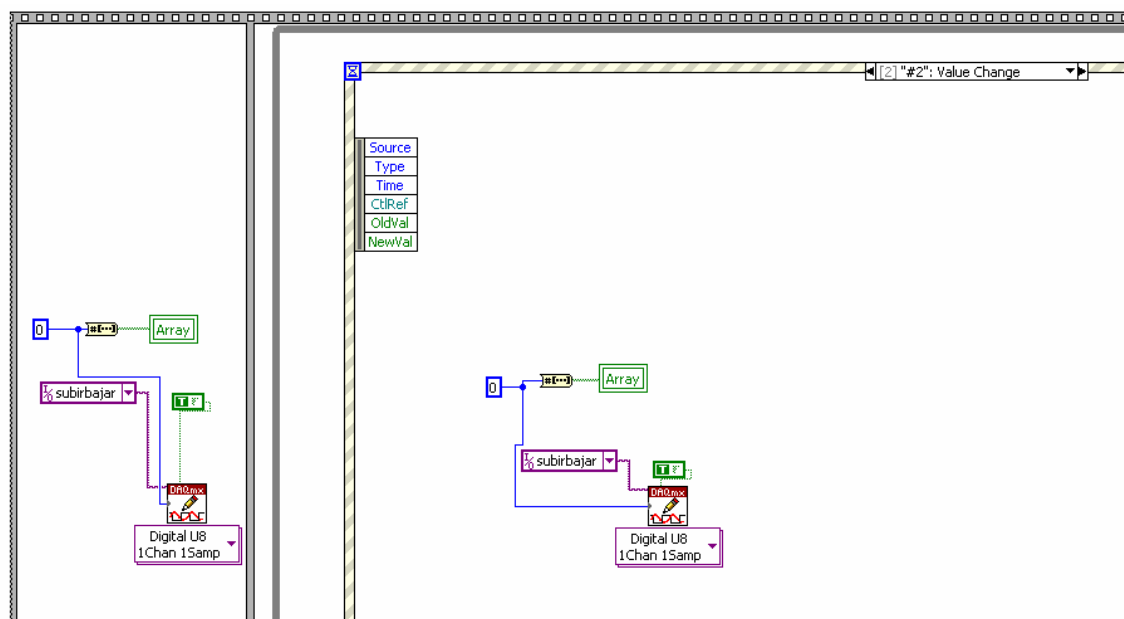 [2] "#2": Value Change
Source
Type
Time
CtlRef
OldVal
NewVal
0
#[...]
Array
I/O subirbajar
T F
DAQmx
Digital U8
1Chan 1Samp
0
#[...]
Array
I/O subirbajar
T F
DAQmx
Digital U8
1Chan 1Samp